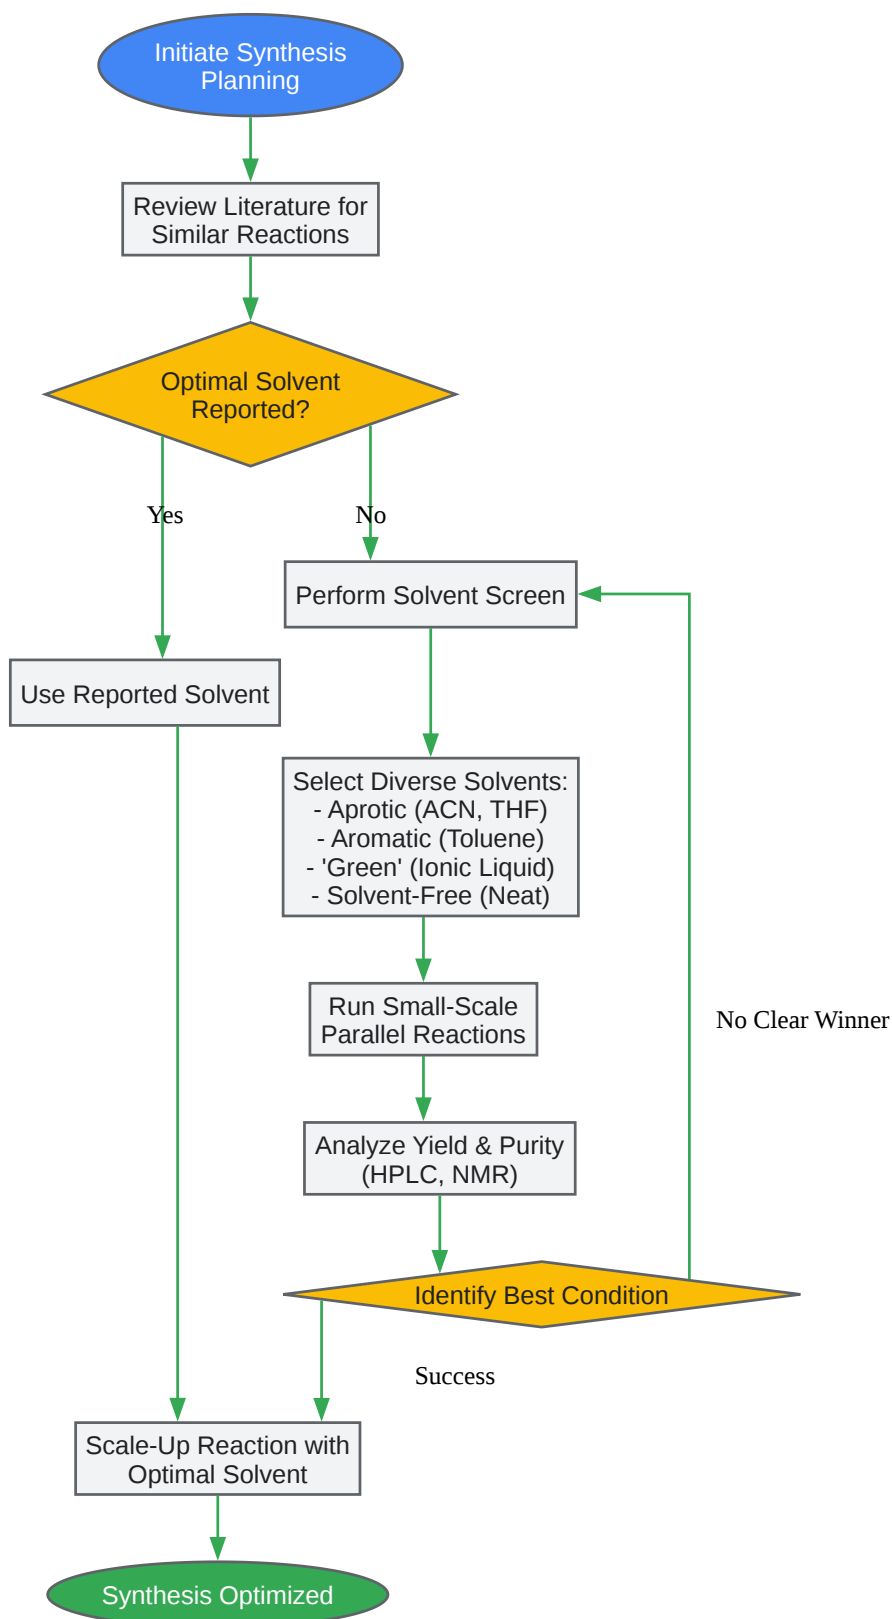 Initiate Synthesis
Planning
Review Literature for
Similar Reactions
Optimal Solvent
Reported?
Yes
No
Perform Solvent Screen
Use Reported Solvent
Select Diverse Solvents:
- Aprotic (ACN, THF)
- Aromatic (Toluene)
- 'Green' (Ionic Liquid)
- Solvent-Free (Neat)
Run Small-Scale
Parallel Reactions
No Clear Winner
Analyze Yield & Purity
(HPLC, NMR)
Identify Best Condition
Success
Scale-Up Reaction with
Optimal Solvent
Synthesis Optimized